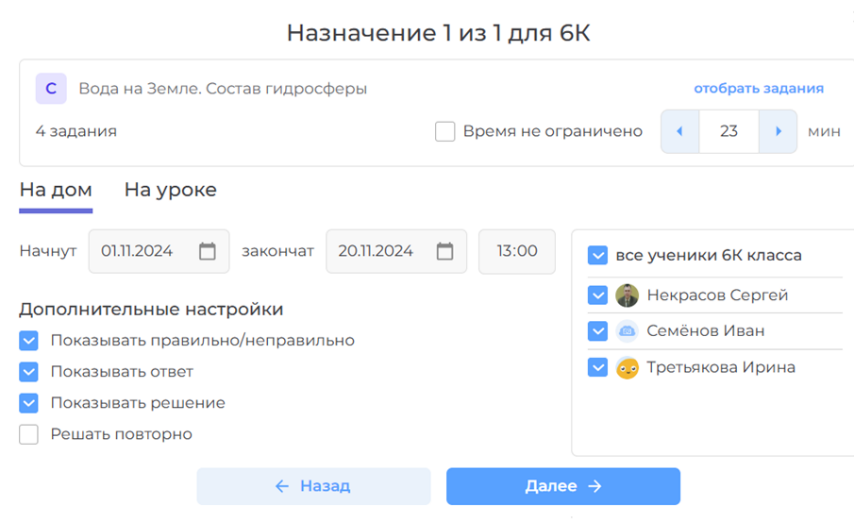 Назначение 1 из 1 для 6К
С Вода на Земле. Состав гидросферы
отобрать задания
4 задания
Время не ограничено
23 мин
На дом На уроке
Начнут 01.11.2024 закончат 20.11.2024 13:00
Дополнительные настройки
Показывать правильно/неправильно
Показывать ответ
Показывать решение
Решать повторно
все ученики 6К класса
Некрасов Сергей
Семёнов Иван
Третьякова Ирина
← Назад
Далее →